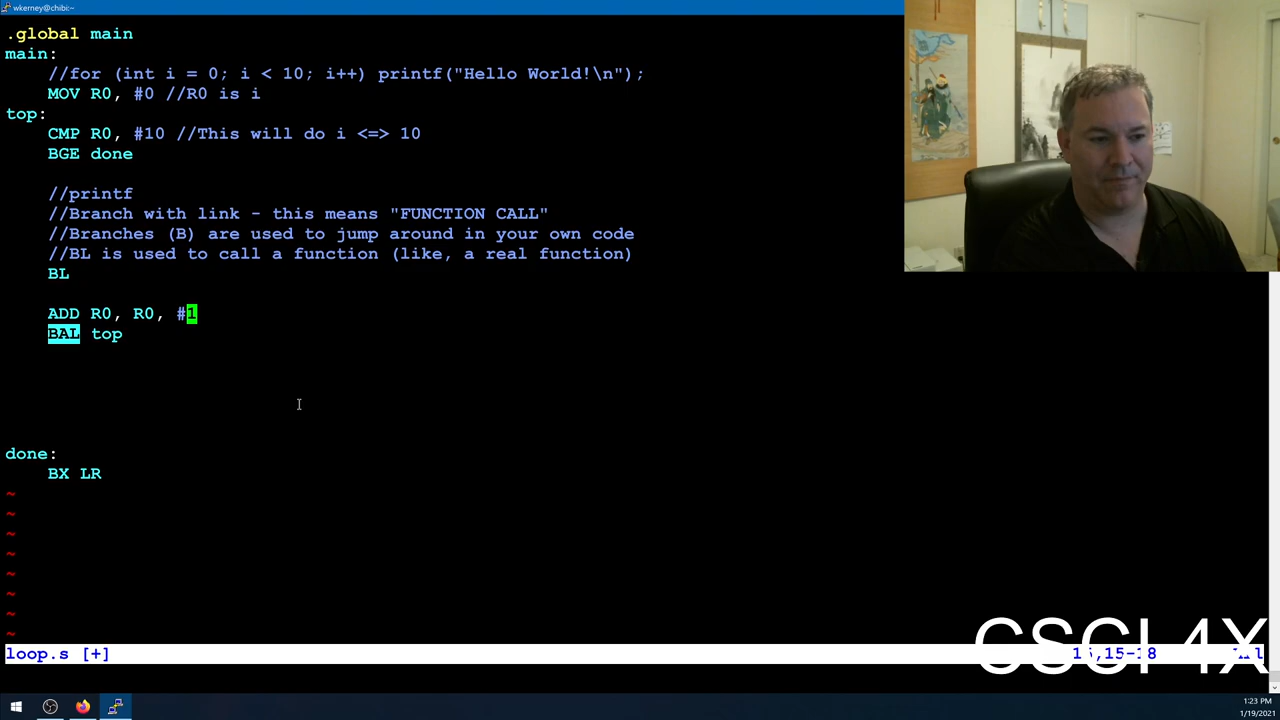 wkerney@chibi:~
.global main
main:
//for (int i = 0; i < 10; i++) printf("Hello World!\n");
MOV R0, #0 //R0 is i
top:
CMP R0, #10 //This will do i <=> 10
BGE done
//printf
//Branch with link - this means "FUNCTION CALL"
//Branches (B) are used to jump around in your own code
//BL is used to call a function (like, a real function)
BL
ADD R0, R0, #1
BAL top
done:
BX LR
~
~
~
~
~
~
~
~
loop.s [+]
CSCI 4X
1:23 PM
1/19/2021